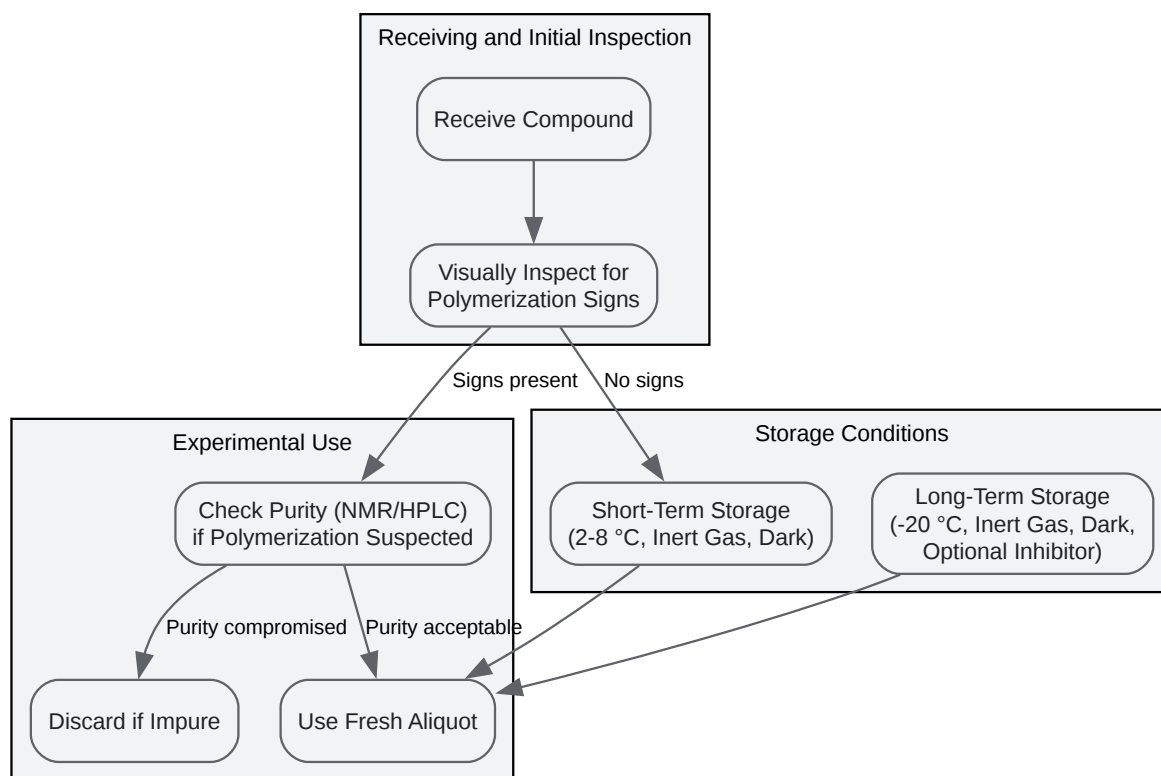 Receiving and Initial Inspection
Receive Compound
Visually Inspect for
Polymerization Signs
Signs present
No signs
Experimental Use
Storage Conditions
Check Purity (NMR/HPLC)
if Polymerization Suspected
Short-Term Storage
(2-8 °C, Inert Gas, Dark)
Long-Term Storage
(-20 °C, Inert Gas, Dark,
Optional Inhibitor)
Purity compromised
Purity acceptable
Discard if Impure
Use Fresh Aliquot